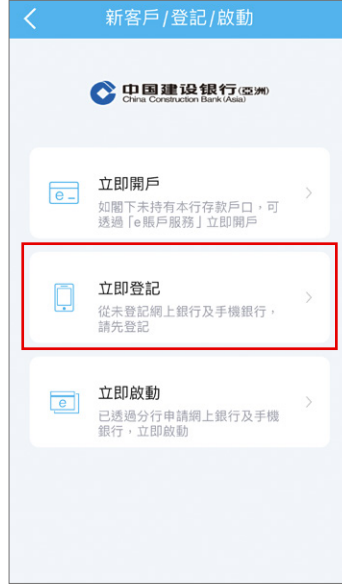 新客戶/登記/啟動
中国建设银行(亞洲)
China Construction Bank (Asia)
立即開戶
如閣下未持有本行存款戶口，可
透過「e賬戶服務」立即開戶
立即登記
從未登記網上銀行及手機銀行，
請先登記
立即啟動
已透過分行申請網上銀行及手機
銀行，立即啟動